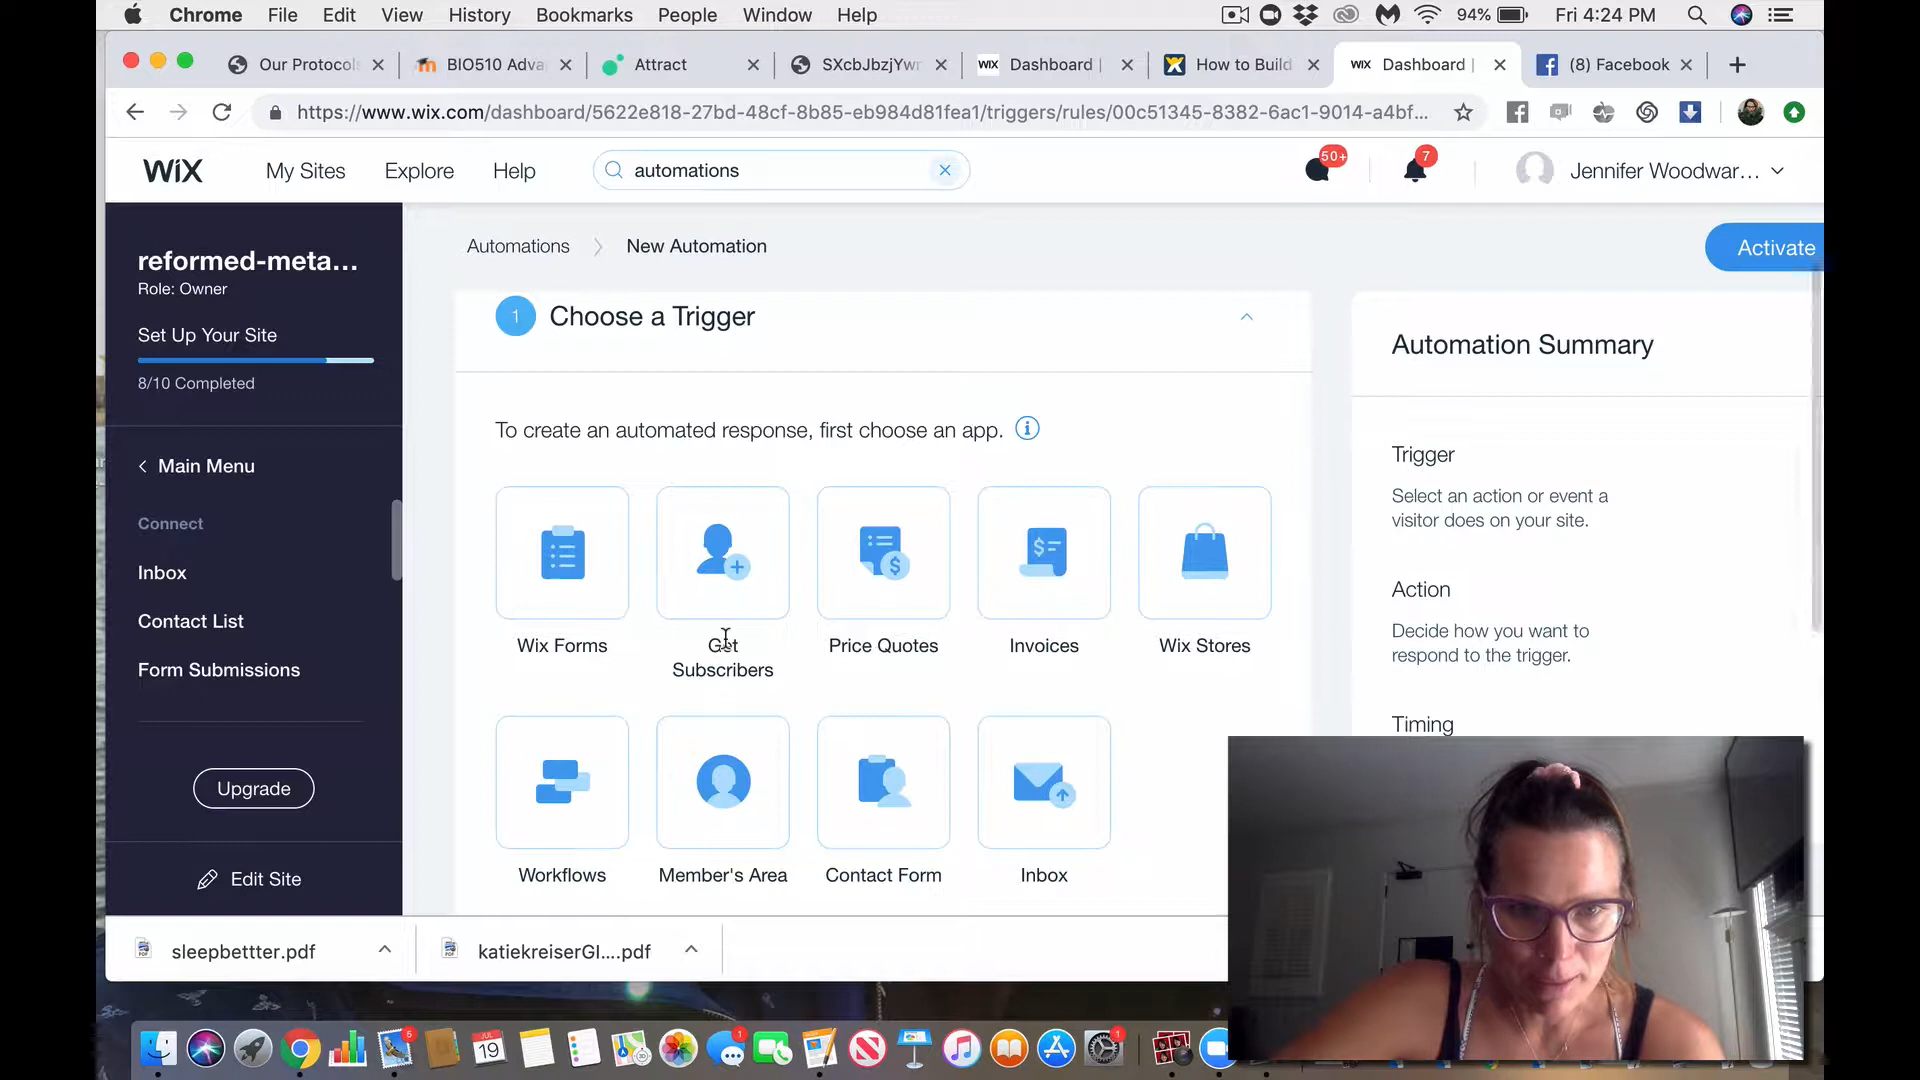 Chrome File Edit View History Bookmarks People Window Help 94% Fri 4:24 PM
Our Protocols BIO510 Adva Attract SXcbJbzjYwr Dashboard | How to Build Dashboard | (8) Facebook
https://www.wix.com/dashboard/5622e818-27bd-48cf-8b85-eb984d81fea1/triggers/rules/00c51345-8382-6ac1-9014-a4bf...
WiX My Sites Explore Help automations 50+ 7 Jennifer Woodwar...
reformed-meta...
Role: Owner
Set Up Your Site
8/10 Completed
Main Menu
Connect
Inbox
Contact List
Form Submissions
Upgrade
Edit Site
Automations > New Automation
Activate
1 Choose a Trigger
To create an automated response, first choose an app.
Wix Forms
Get
Subscribers
Price Quotes
Invoices
Wix Stores
Workflows
Member's Area
Contact Form
Inbox
Automation Summary
Trigger
Select an action or event a
visitor does on your site.
Action
Decide how you want to
respond to the trigger.
Timing
sleepbettter.pdf
katiekreiserGI....pdf
6 JUL 19 1 1